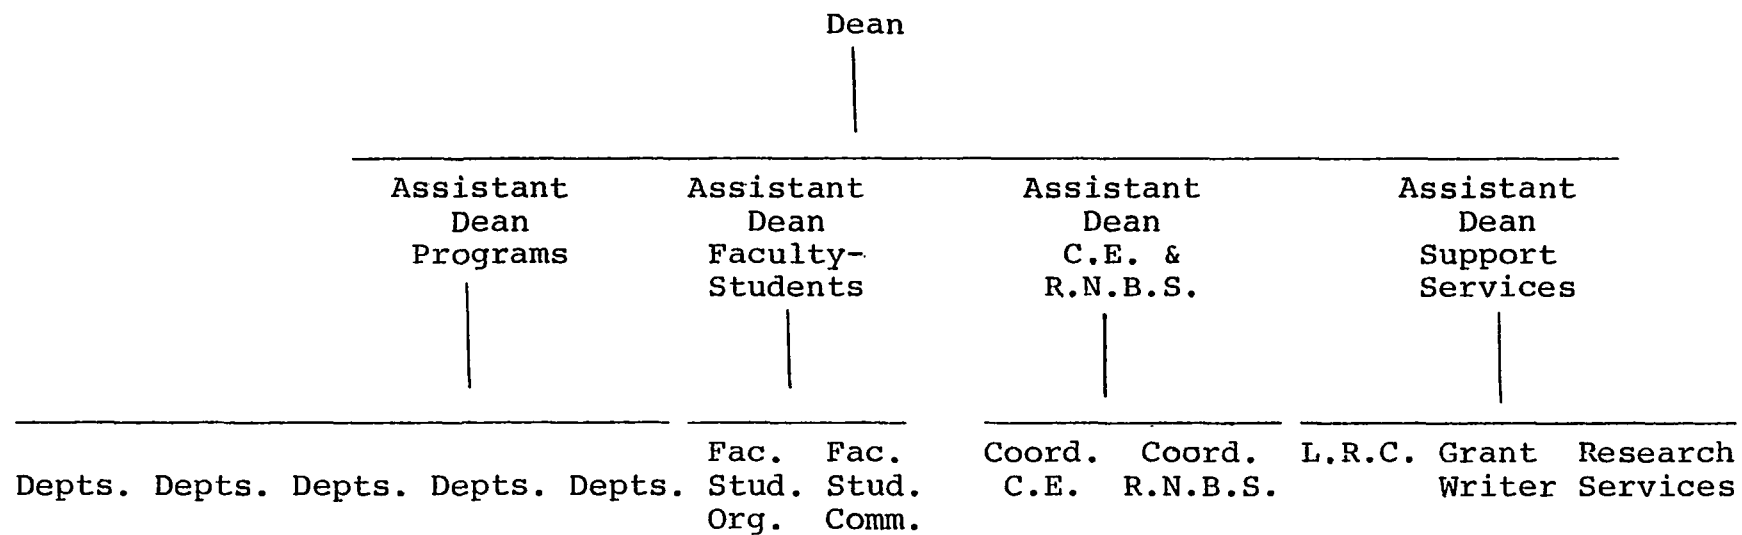 Dean
Assistant Assistant Assistant Assistant
Dean Dean Dean Dean
Programs Faculty- C.E. & Support
Students R.N.B.S. Services
Fac. Fac. Coord. Coord. L.R.C. Grant Research
Depts. Depts. Depts. Depts. Depts. Stud. Stud. C.E. R.N.B.S. Writer Services
Org. Comm.